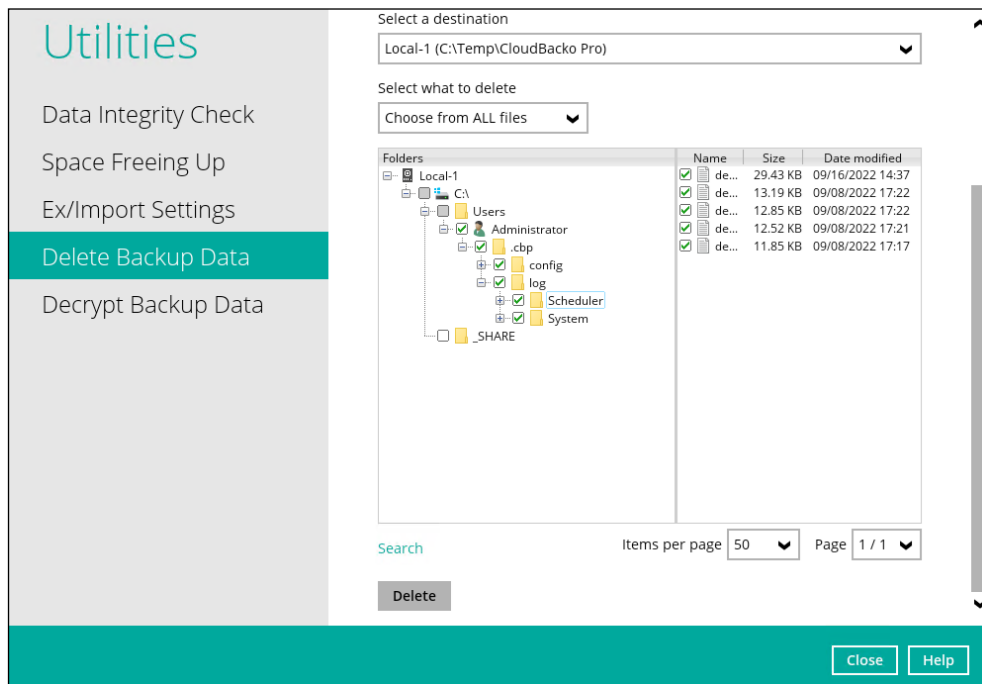 Utilities
Data Integrity Check
Space Freeing Up
Ex/Import Settings
Delete Backup Data
Decrypt Backup Data
Select a destination
Local-1 (C:\Temp\CloudBacko Pro)
Select what to delete
Choose from ALL files
Folders
Local-1
C:\
Users
Administrator
.cbp
config
log
Scheduler
System
_SHARE
Name Size Date modified
de... 29.43 KB 09/16/2022 14:37
de... 13.19 KB 09/08/2022 17:22
de... 12.85 KB 09/08/2022 17:22
de... 12.52 KB 09/08/2022 17:21
de... 11.85 KB 09/08/2022 17:17
Search
Items per page 50 Page 1 / 1
Delete
Close Help